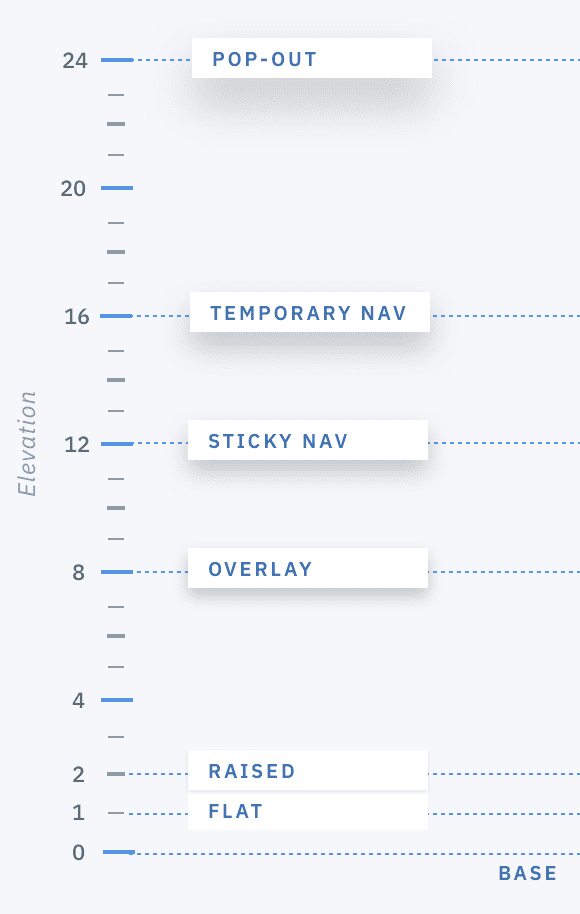 24 POP-OUT
20
16 TEMPORARY NAV
12 STICKY NAV
Elevation
8 OVERLAY
4
2 RAISED
1 FLAT
0
BASE